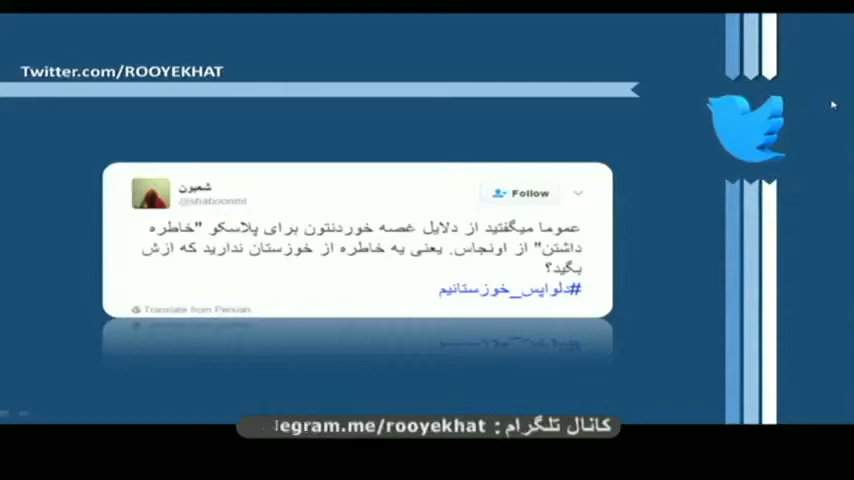 Twitter.com/ROOYEKHAT
شعبون
@shaboonmi
Follow
عموما میگفتید از دلایل غصه خوردنتون برای پلاسکو "خاطره
داشتن" از اونجاس. یعنی یه خاطره از خوزستان ندارید که ازش
بگید؟
#دلواپس_خوزستانیم
Translate from Persian
کانال تلگرام : legram.me/rooyekhat